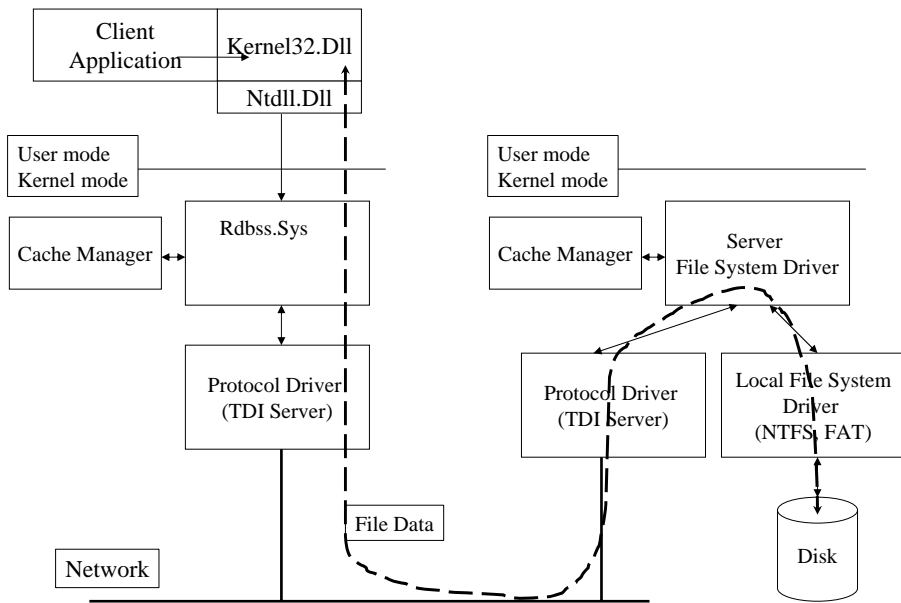 Client
Application
Kernel32.Dll
Ntdll.Dll
User mode
Kernel mode
User mode
Kernel mode
Cache Manager
Rdbss.Sys
Cache Manager
Server
File System Driver
Protocol Driver
(TDI Server)
Protocol Driver
(TDI Server)
Local File System
Driver
(NTFS, FAT)
File Data
Disk
Network